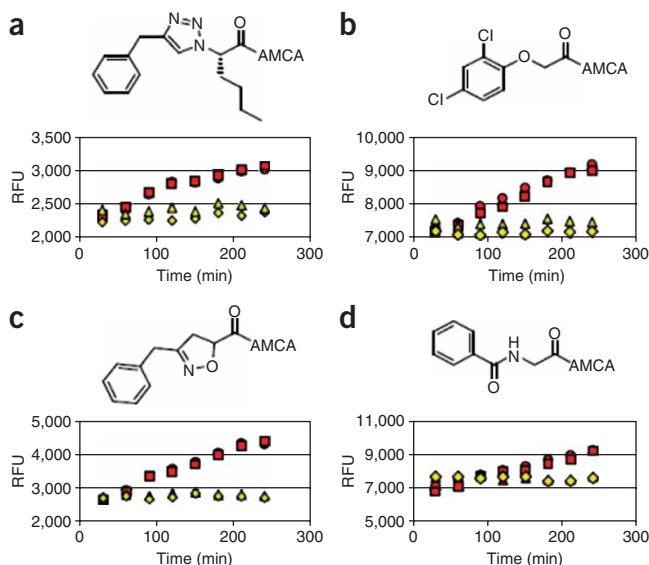 a
N=N
N
O
AMCA
3,500
3,000
2,500
2,000
RFU
0 100 200 300
Time (min)
b
Cl
O
O
AMCA
Cl
10,000
9,000
8,000
7,000
RFU
0 100 200 300
Time (min)
c
O
AMCA
N-O
5,000
4,000
3,000
2,000
RFU
0 100 200 300
Time (min)
d
H
N
O
AMCA
O
11,000
9,000
7,000
5,000
RFU
0 100 200 300
Time (min)